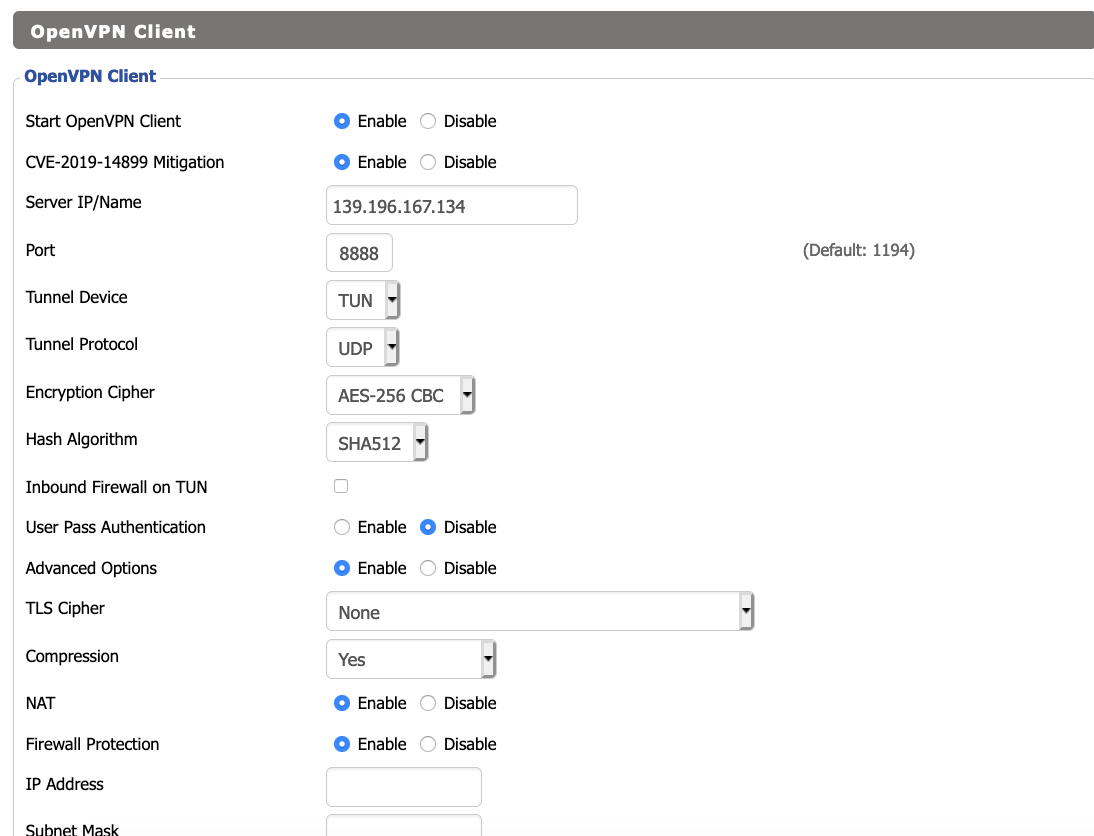 OpenVPN Client
OpenVPN Client
Start OpenVPN Client Enable Disable
CVE-2019-14899 Mitigation Enable Disable
Server IP/Name 139.196.167.134
Port 8888 (Default: 1194)
Tunnel Device TUN
Tunnel Protocol UDP
Encryption Cipher AES-256 CBC
Hash Algorithm SHA512
Inbound Firewall on TUN
User Pass Authentication Enable Disable
Advanced Options Enable Disable
TLS Cipher None
Compression Yes
NAT Enable Disable
Firewall Protection Enable Disable
IP Address
Subnet Mask